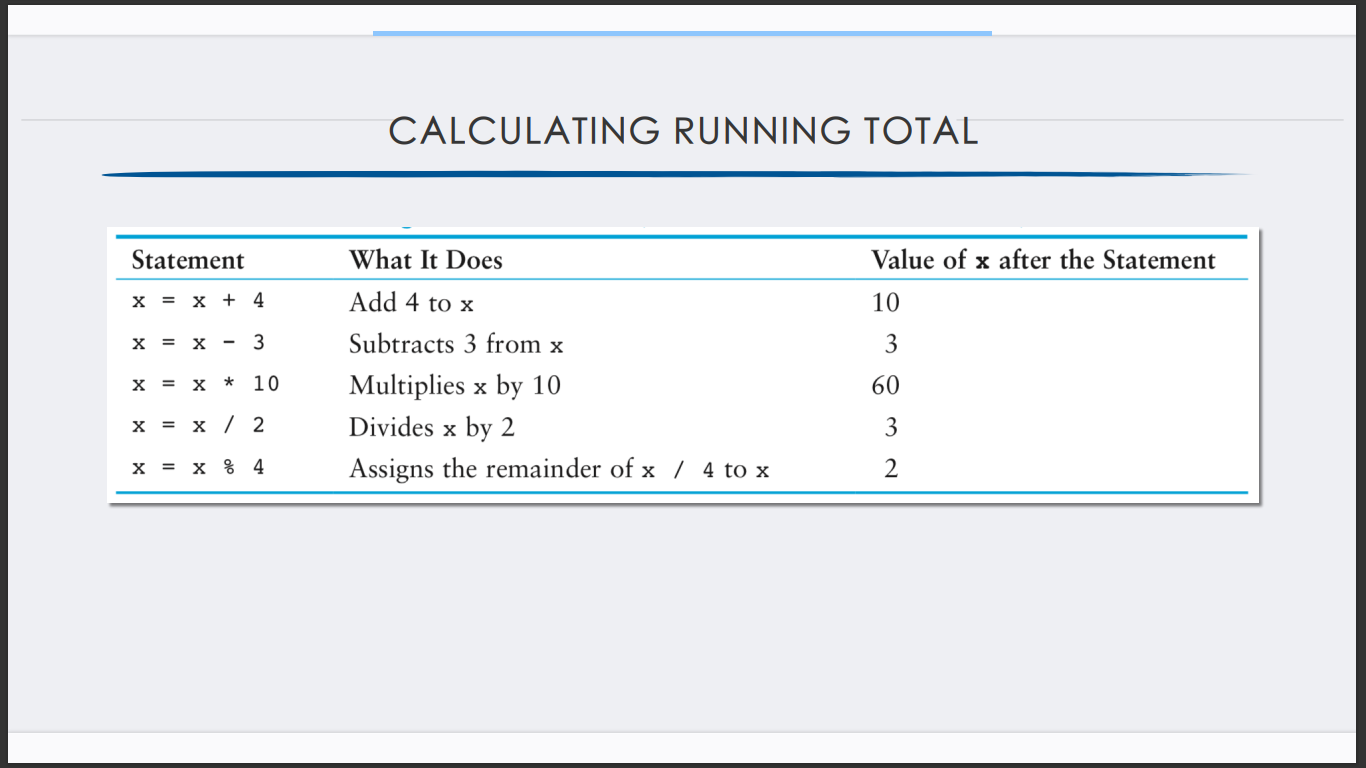 CALCULATING RUNNING TOTAL
Statement What It Does Value of x after the Statement
x = x + 4 Add 4 to x 10
x = x - 3 Subtracts 3 from x 3
x = x * 10 Multiplies x by 10 60
x = x / 2 Divides x by 2 3
x = x % 4 Assigns the remainder of x / 4 to x 2